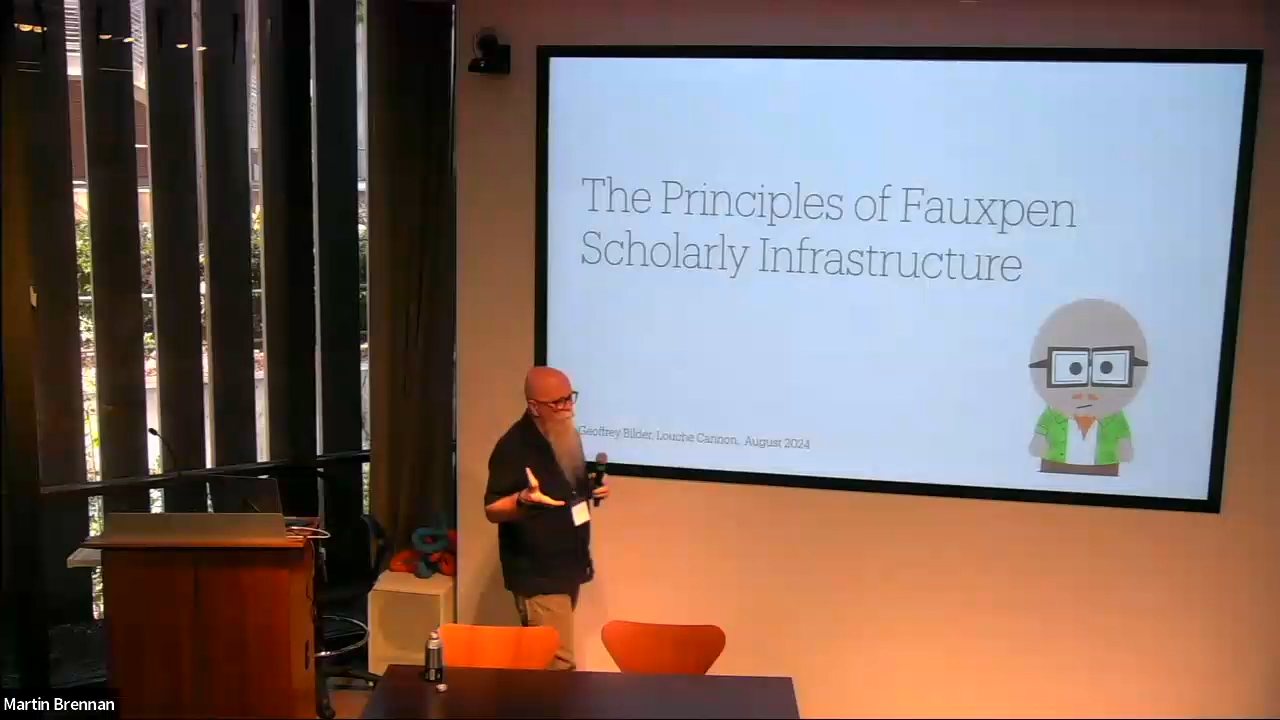 The Principles of Fauxpen
Scholarly Infrastructure
Geoffrey Bilder, Louche Cannon, August 2024
Martin Brennan